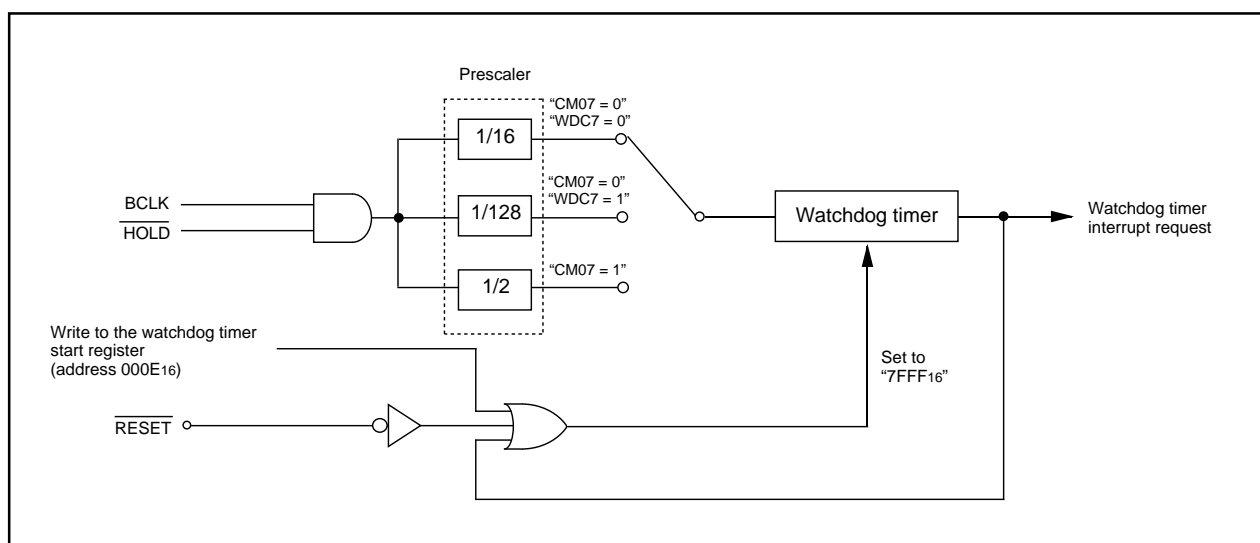 Prescaler
“CM07 = 0”
“WDC7 = 0”
1/16
“CM07 = 0”
“WDC7 = 1”
BCLK
HOLD
1/128
Watchdog timer
Watchdog timer
interrupt request
“CM07 = 1”
1/2
Write to the watchdog timer
start register
(address 000E16)
Set to
“7FFF16”
RESET